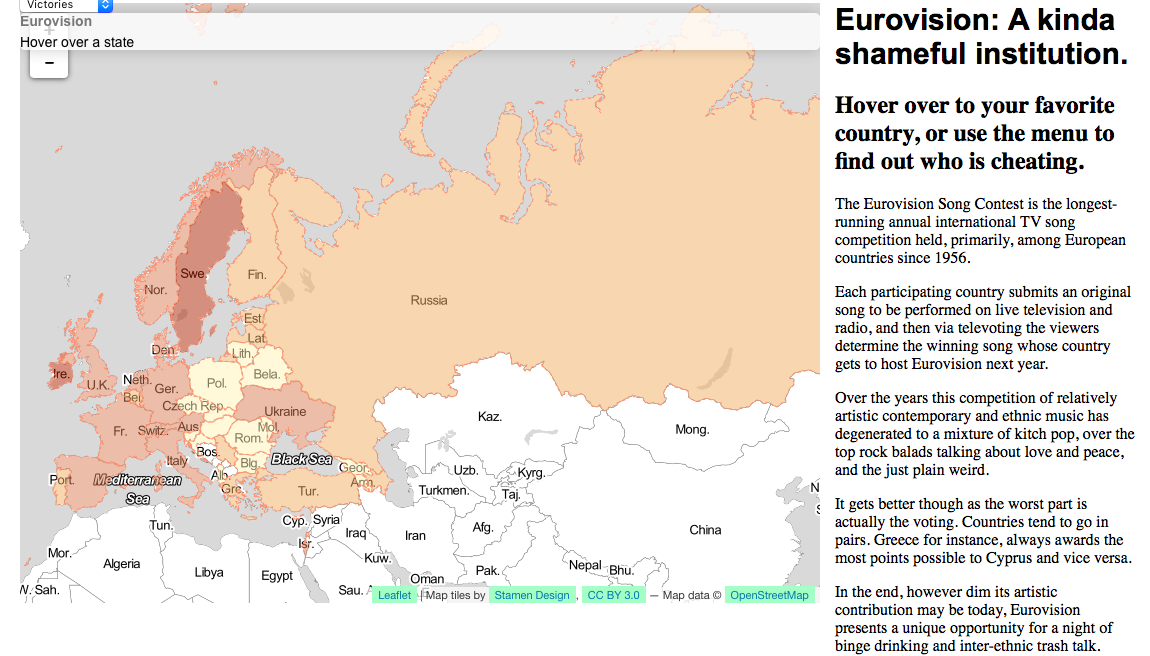 Victories
Eurovision
+
Hover over a state
-
Swe.
Fin.
Nor.
Russia
Est.
Lat.
Den.
Lith.
Ire.
U.K.
Neth.
Ger.
Pol.
Bela.
Bel
Czech Rep.
Ukraine
Kaz.
Fr.
Switz.
Aus
Mol.
Rom.
Mong.
Bos.
Italy
Blg.
Black Sea
Geor.
Uzb.
Kyrg.
Port.
Mediterranean
Sea
Alb.
Gre.
Tur.
Arm.
Turkmen.
Taj.
Tun.
Cyp.
Syria
Iraq
Iran
Afg.
China
Isr.
Mor.
Algeria
Libya
Egypt
Kuw.
Pak.
Nepal
Bhu.
W. Sah.
Sau.
Oman
N
S
Leaflet | Map tiles by Stamen Design, CC BY 3.0 — Map data © OpenStreetMap
Eurovision: A kinda
shameful institution.
Hover over to your favorite
country, or use the menu to
find out who is cheating.
The Eurovision Song Contest is the longest-
running annual international TV song
competition held, primarily, among European
countries since 1956.
Each participating country submits an original
song to be performed on live television and
radio, and then via televoting the viewers
determine the winning song whose country
gets to host Eurovision next year.
Over the years this competition of relatively
artistic contemporary and ethnic music has
degenerated to a mixture of kitch pop, over the
top rock balads talking about love and peace,
and the just plain weird.
It gets better though as the worst part is
actually the voting. Countries tend to go in
pairs. Greece for instance, always awards the
most points possible to Cyprus and vice versa.
In the end, however dim its artistic
contribution may be today, Eurovision
presents a unique opportunity for a night of
binge drinking and inter-ethnic trash talk.